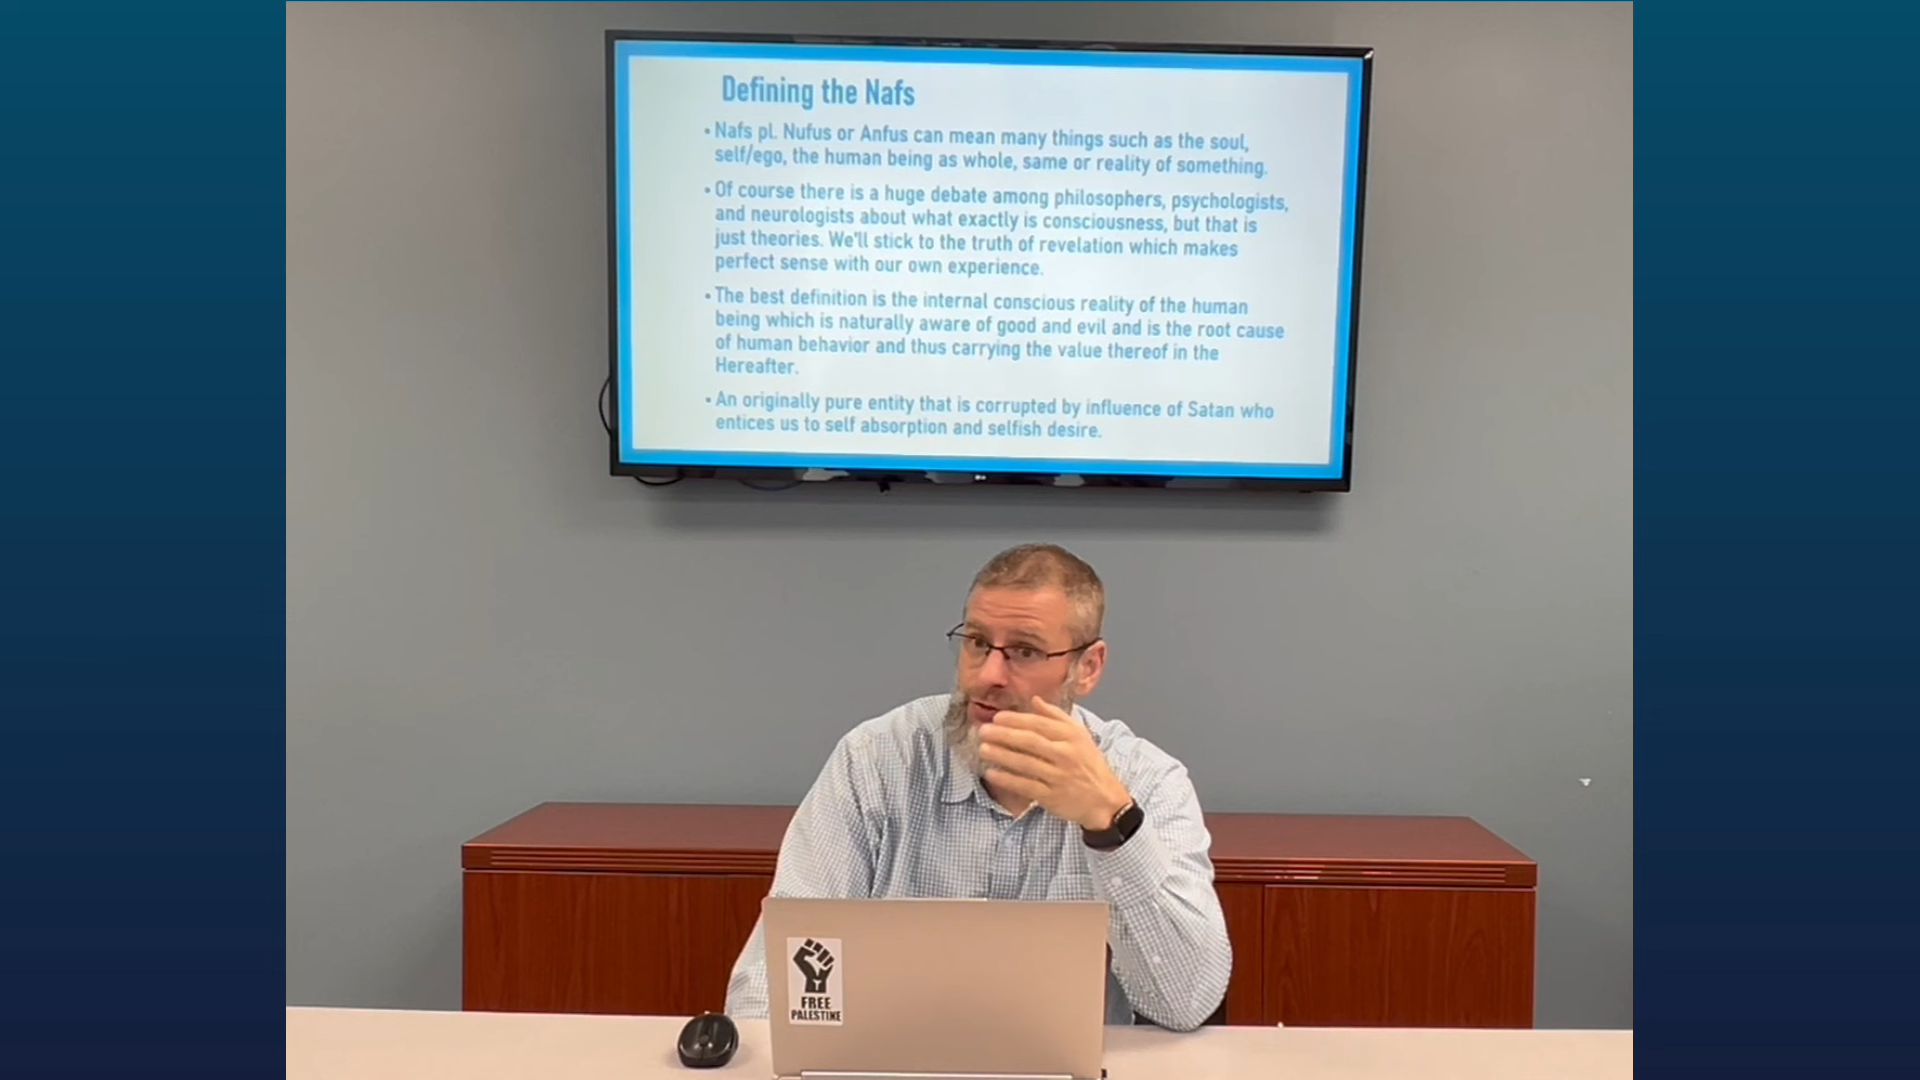 Defining the Nafs
• Nafs pl. Nufus or Anfus can mean many things such as the soul,
self/ego, the human being as whole, same or reality of something.
• Of course there is a huge debate among philosophers, psychologists,
and neurologists about what exactly is consciousness, but that is
just theories. We'll stick to the truth of revelation which makes
perfect sense with our own experience.
• The best definition is the internal conscious reality of the human
being which is naturally aware of good and evil and is the root cause
of human behavior and thus carrying the value thereof in the
Hereafter.
• An originally pure entity that is corrupted by influence of Satan who
entices us to self absorption and selfish desire.
FREE
PALESTINE